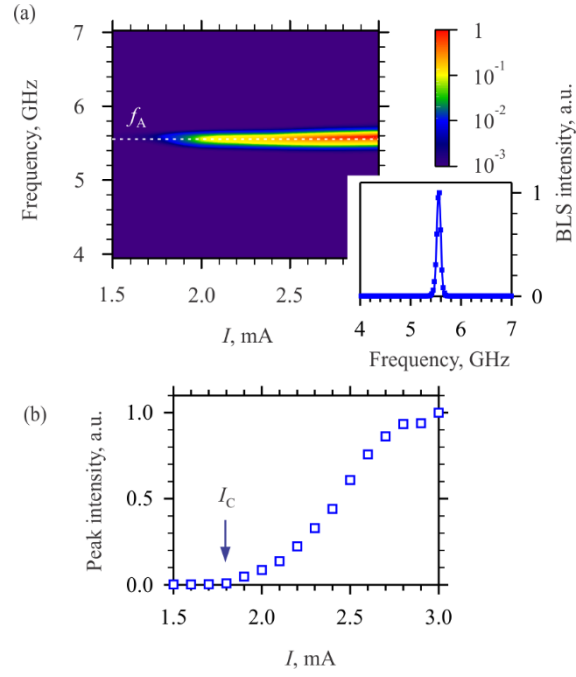 (a)
7
6
5
4
Frequency, GHz
f_A
1.5
2.0
2.5
I, mA
1
10^-1
10^-2
10^-3
BLS intensity, a.u.
1
0
4
5
6
7
Frequency, GHz
(b)
1.0
0.5
0.0
Peak intensity, a.u.
I_C
1.5
2.0
2.5
3.0
I, mA